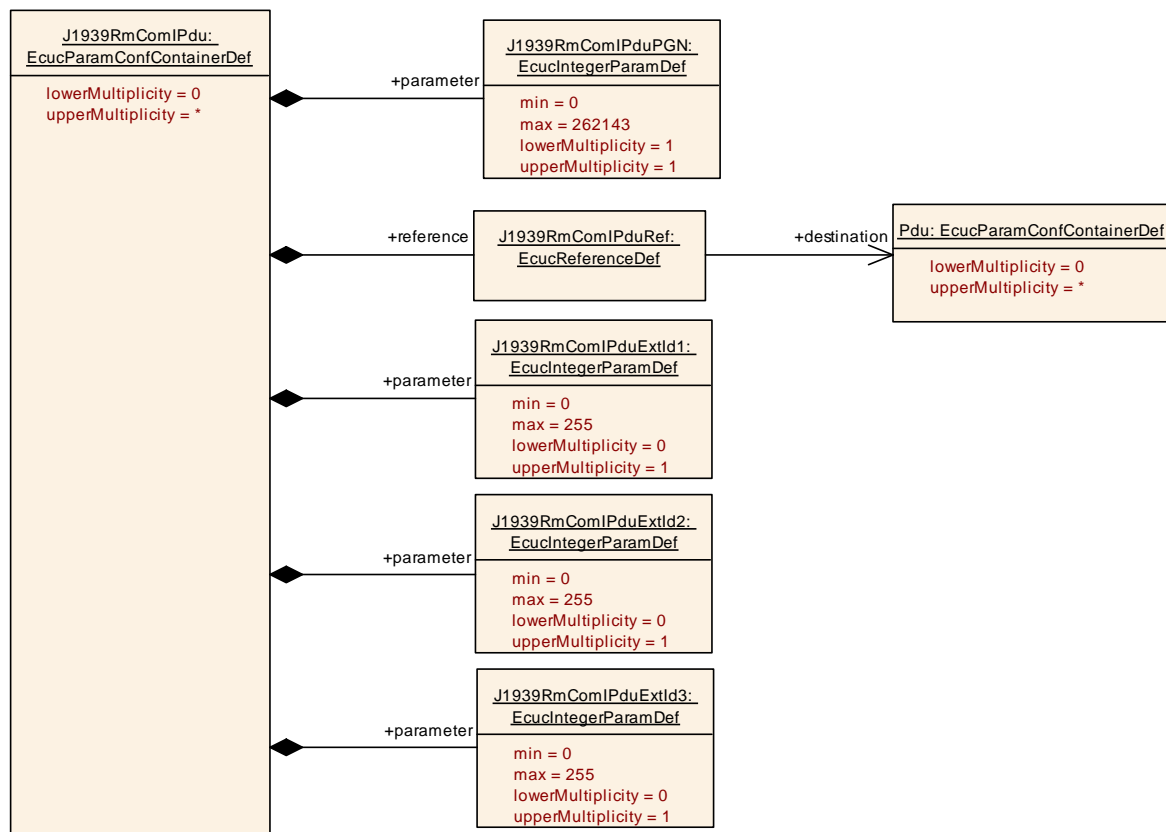 J1939RmComIPdu:
EcucParamConfContainerDef
lowerMultiplicity = 0
upperMultiplicity = *
+parameter
J1939RmComIPduPGN:
EcucIntegerParamDef
min = 0
max = 262143
lowerMultiplicity = 1
upperMultiplicity = 1
+reference
J1939RmComIPduRef:
EcucReferenceDef
+destination
Pdu: EcucParamConfContainerDef
lowerMultiplicity = 0
upperMultiplicity = *
+parameter
J1939RmComIPduExtId1:
EcucIntegerParamDef
min = 0
max = 255
lowerMultiplicity = 0
upperMultiplicity = 1
+parameter
J1939RmComIPduExtId2:
EcucIntegerParamDef
min = 0
max = 255
lowerMultiplicity = 0
upperMultiplicity = 1
+parameter
J1939RmComIPduExtId3:
EcucIntegerParamDef
min = 0
max = 255
lowerMultiplicity = 0
upperMultiplicity = 1